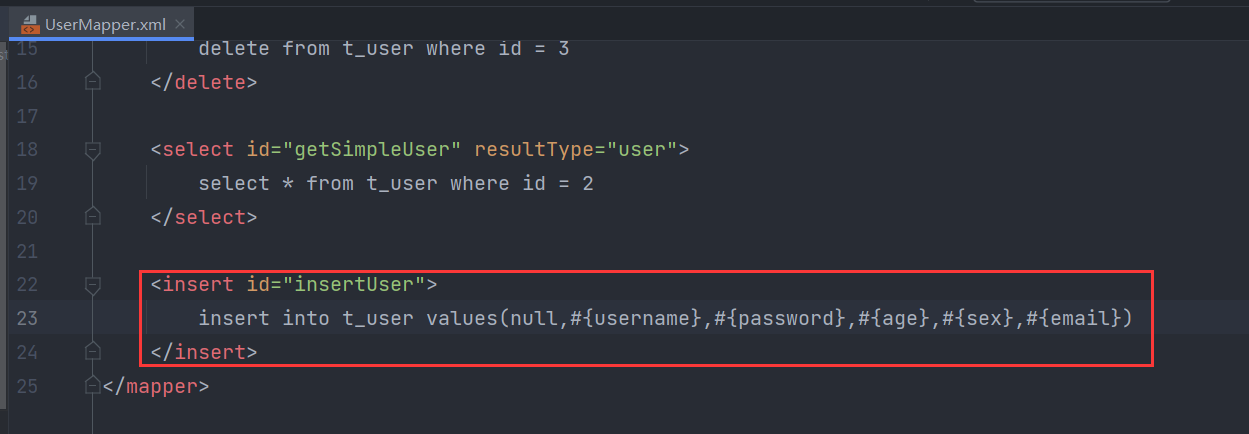 UserMapper.xml
15 delete from t_user where id = 3
16 </delete>
17
18 <select id="getSimpleUser" resultType="user">
19 select * from t_user where id = 2
20 </select>
21
22 <insert id="insertUser">
23 insert into t_user values(null,#{username},#{password},#{age},#{sex},#{email})
24 </insert>
25 </mapper>